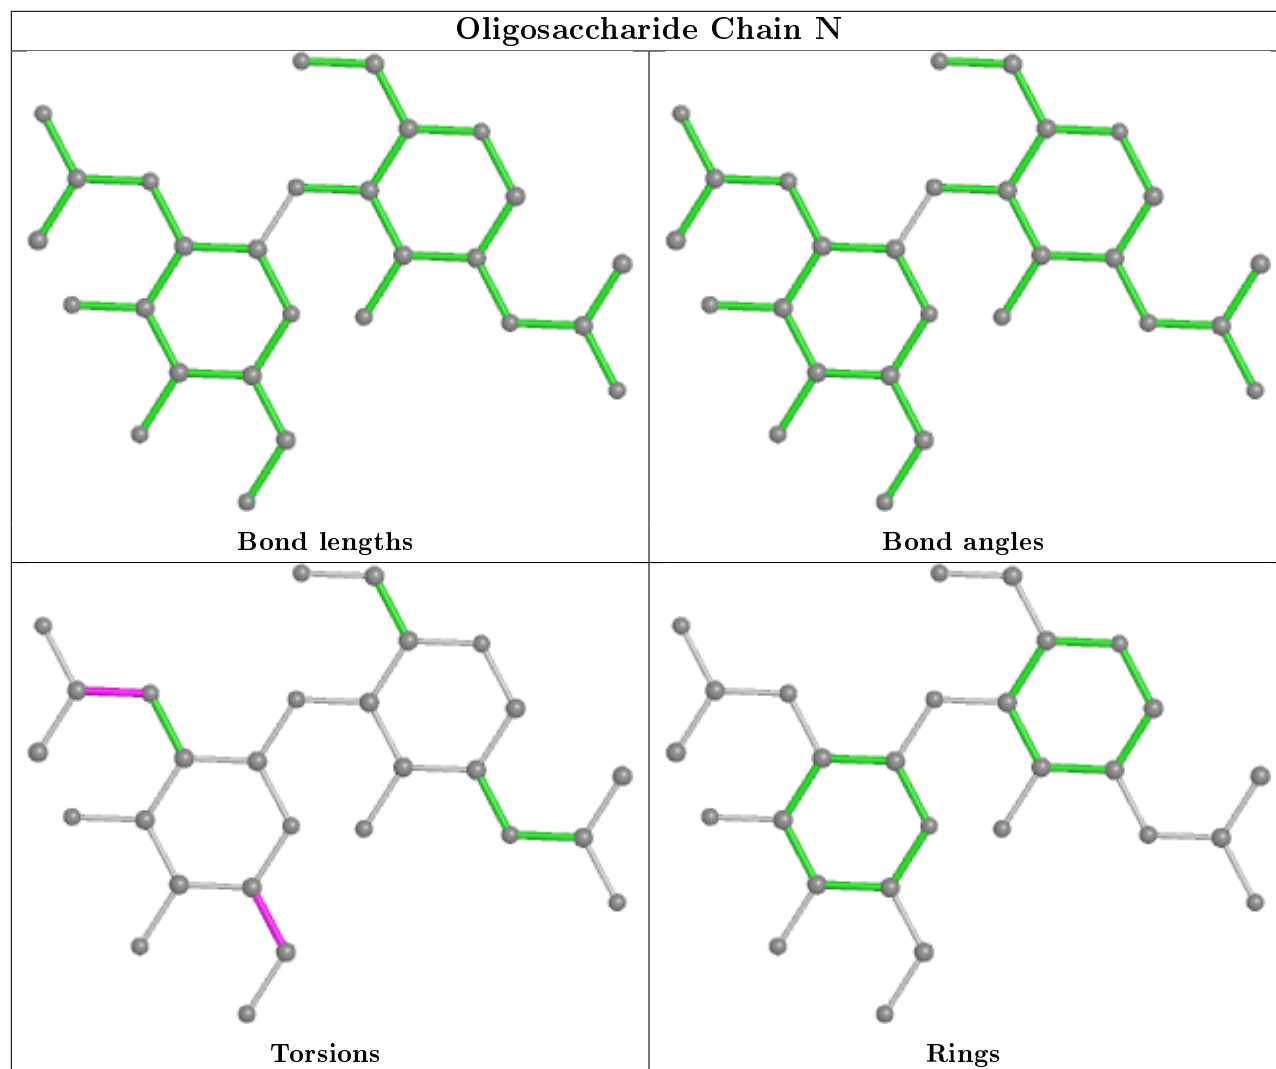 Oligosaccharide Chain N
Bond lengths
Bond angles
Torsions
Rings